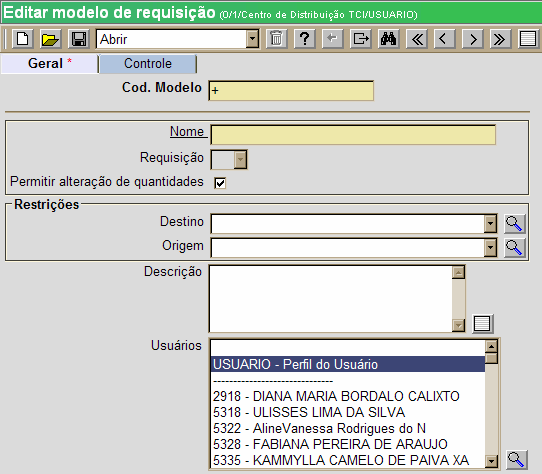 Editar modelo de requisição (0/1/Centro de Distribuição TCI/USUARIO)
Abrir
Geral * Controle
Cod. Modelo +
Nome
Requisição
Permitir alteração de quantidades
Restrições
Destino
Origem
Descrição
Usuários
USUARIO - Perfil do Usuário
------------------------------
2918 - DIANA MARIA BORDALO CALIXTO
5318 - ULISSES LIMA DA SILVA
5322 - AlineVanessa Rodrigues do N
5328 - FABIANA PEREIRA DE ARAUJO
5335 - KAMMYLLA CAMELO DE PAIVA XA